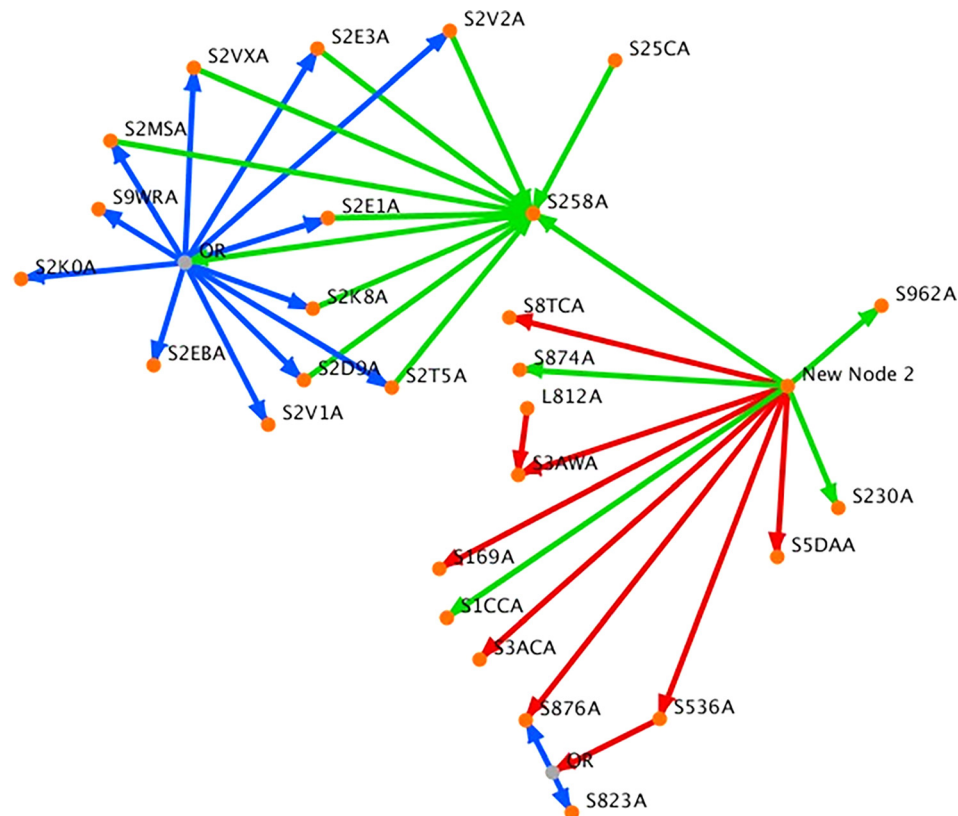 S2V2A
S2E3A
S25CA
S2VXA
S2MSA
S9WRA
S2E1A
S258A
OR
S2K0A
S962A
S2K8A
S8TCA
S2EBA
S874A
S2D9A
S2T5A
New Node 2
L812A
S2V1A
S3AWA
S230A
S5DAA
S169A
S1CCA
S3ACA
S876A
S536A
OR
S823A